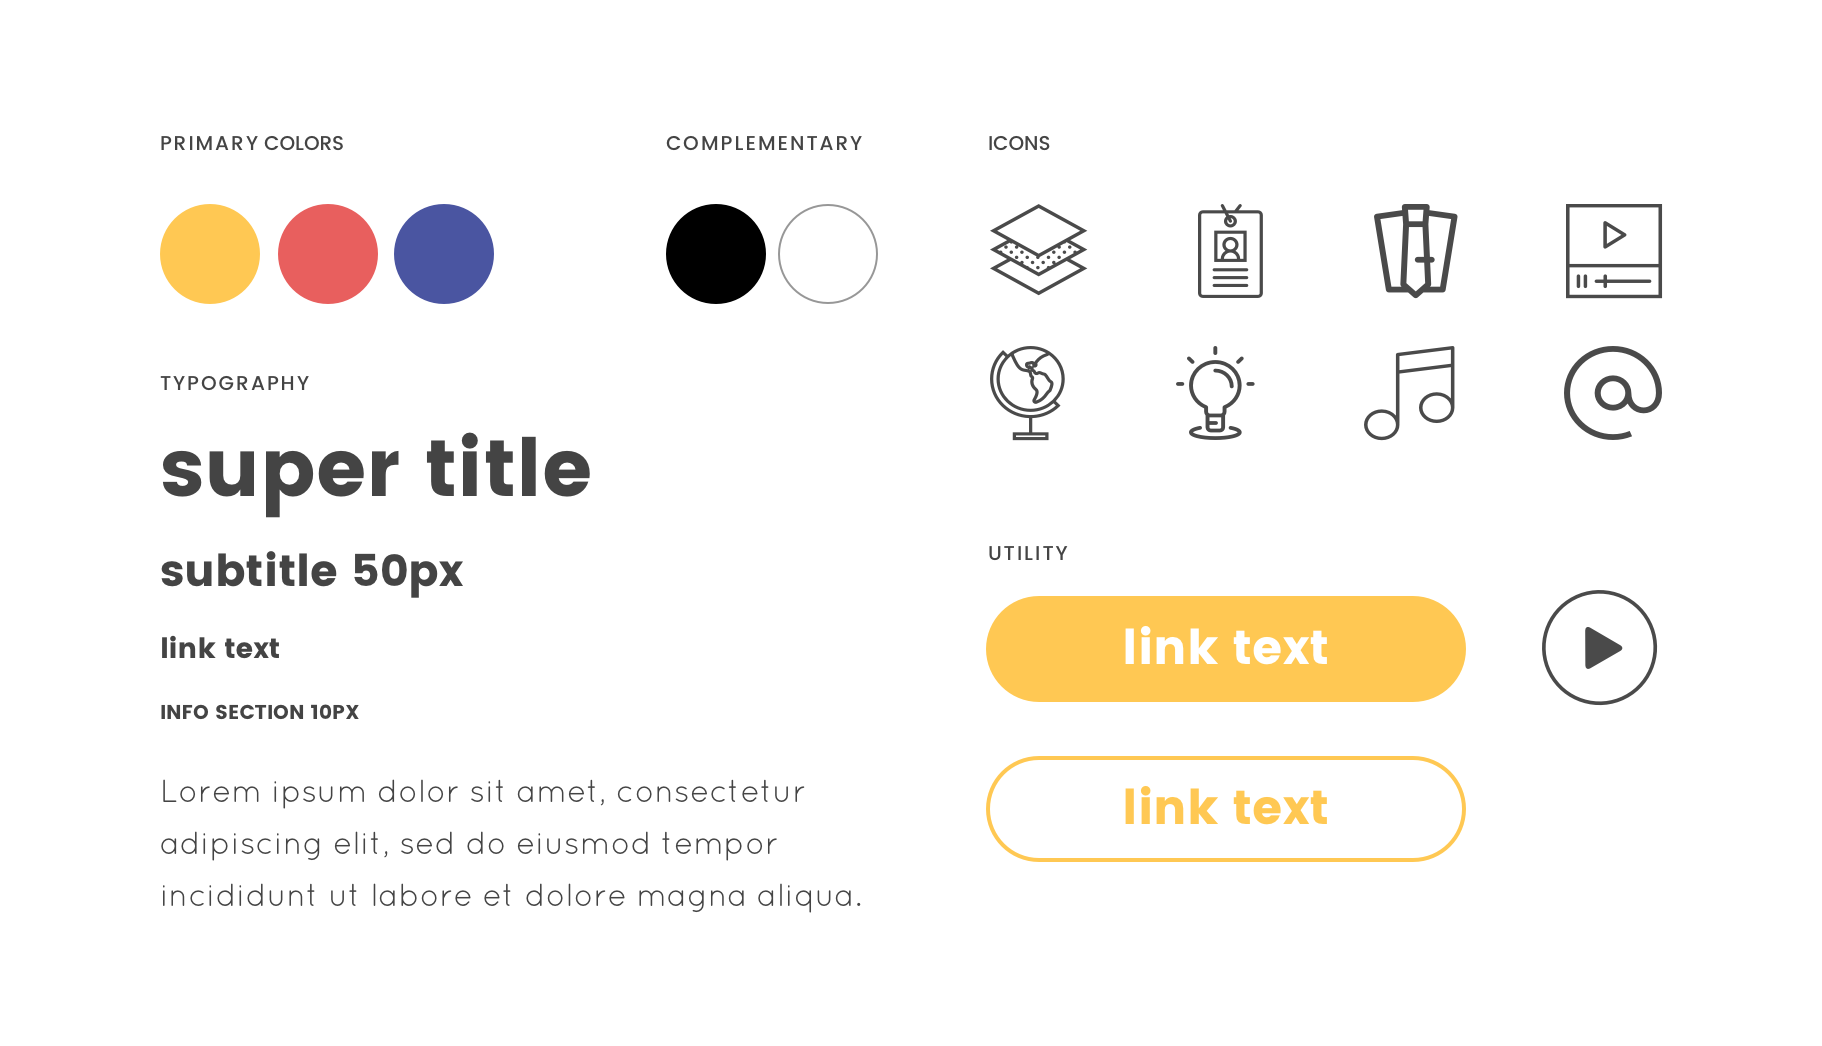 PRIMARY COLORS
COMPLEMENTARY
ICONS
TYPOGRAPHY
super title
subtitle 50px
link text
INFO SECTION 10PX
Lorem ipsum dolor sit amet, consectetur
adipiscing elit, sed do eiusmod tempor
incididunt ut labore et dolore magna aliqua.
UTILITY
link text
link text